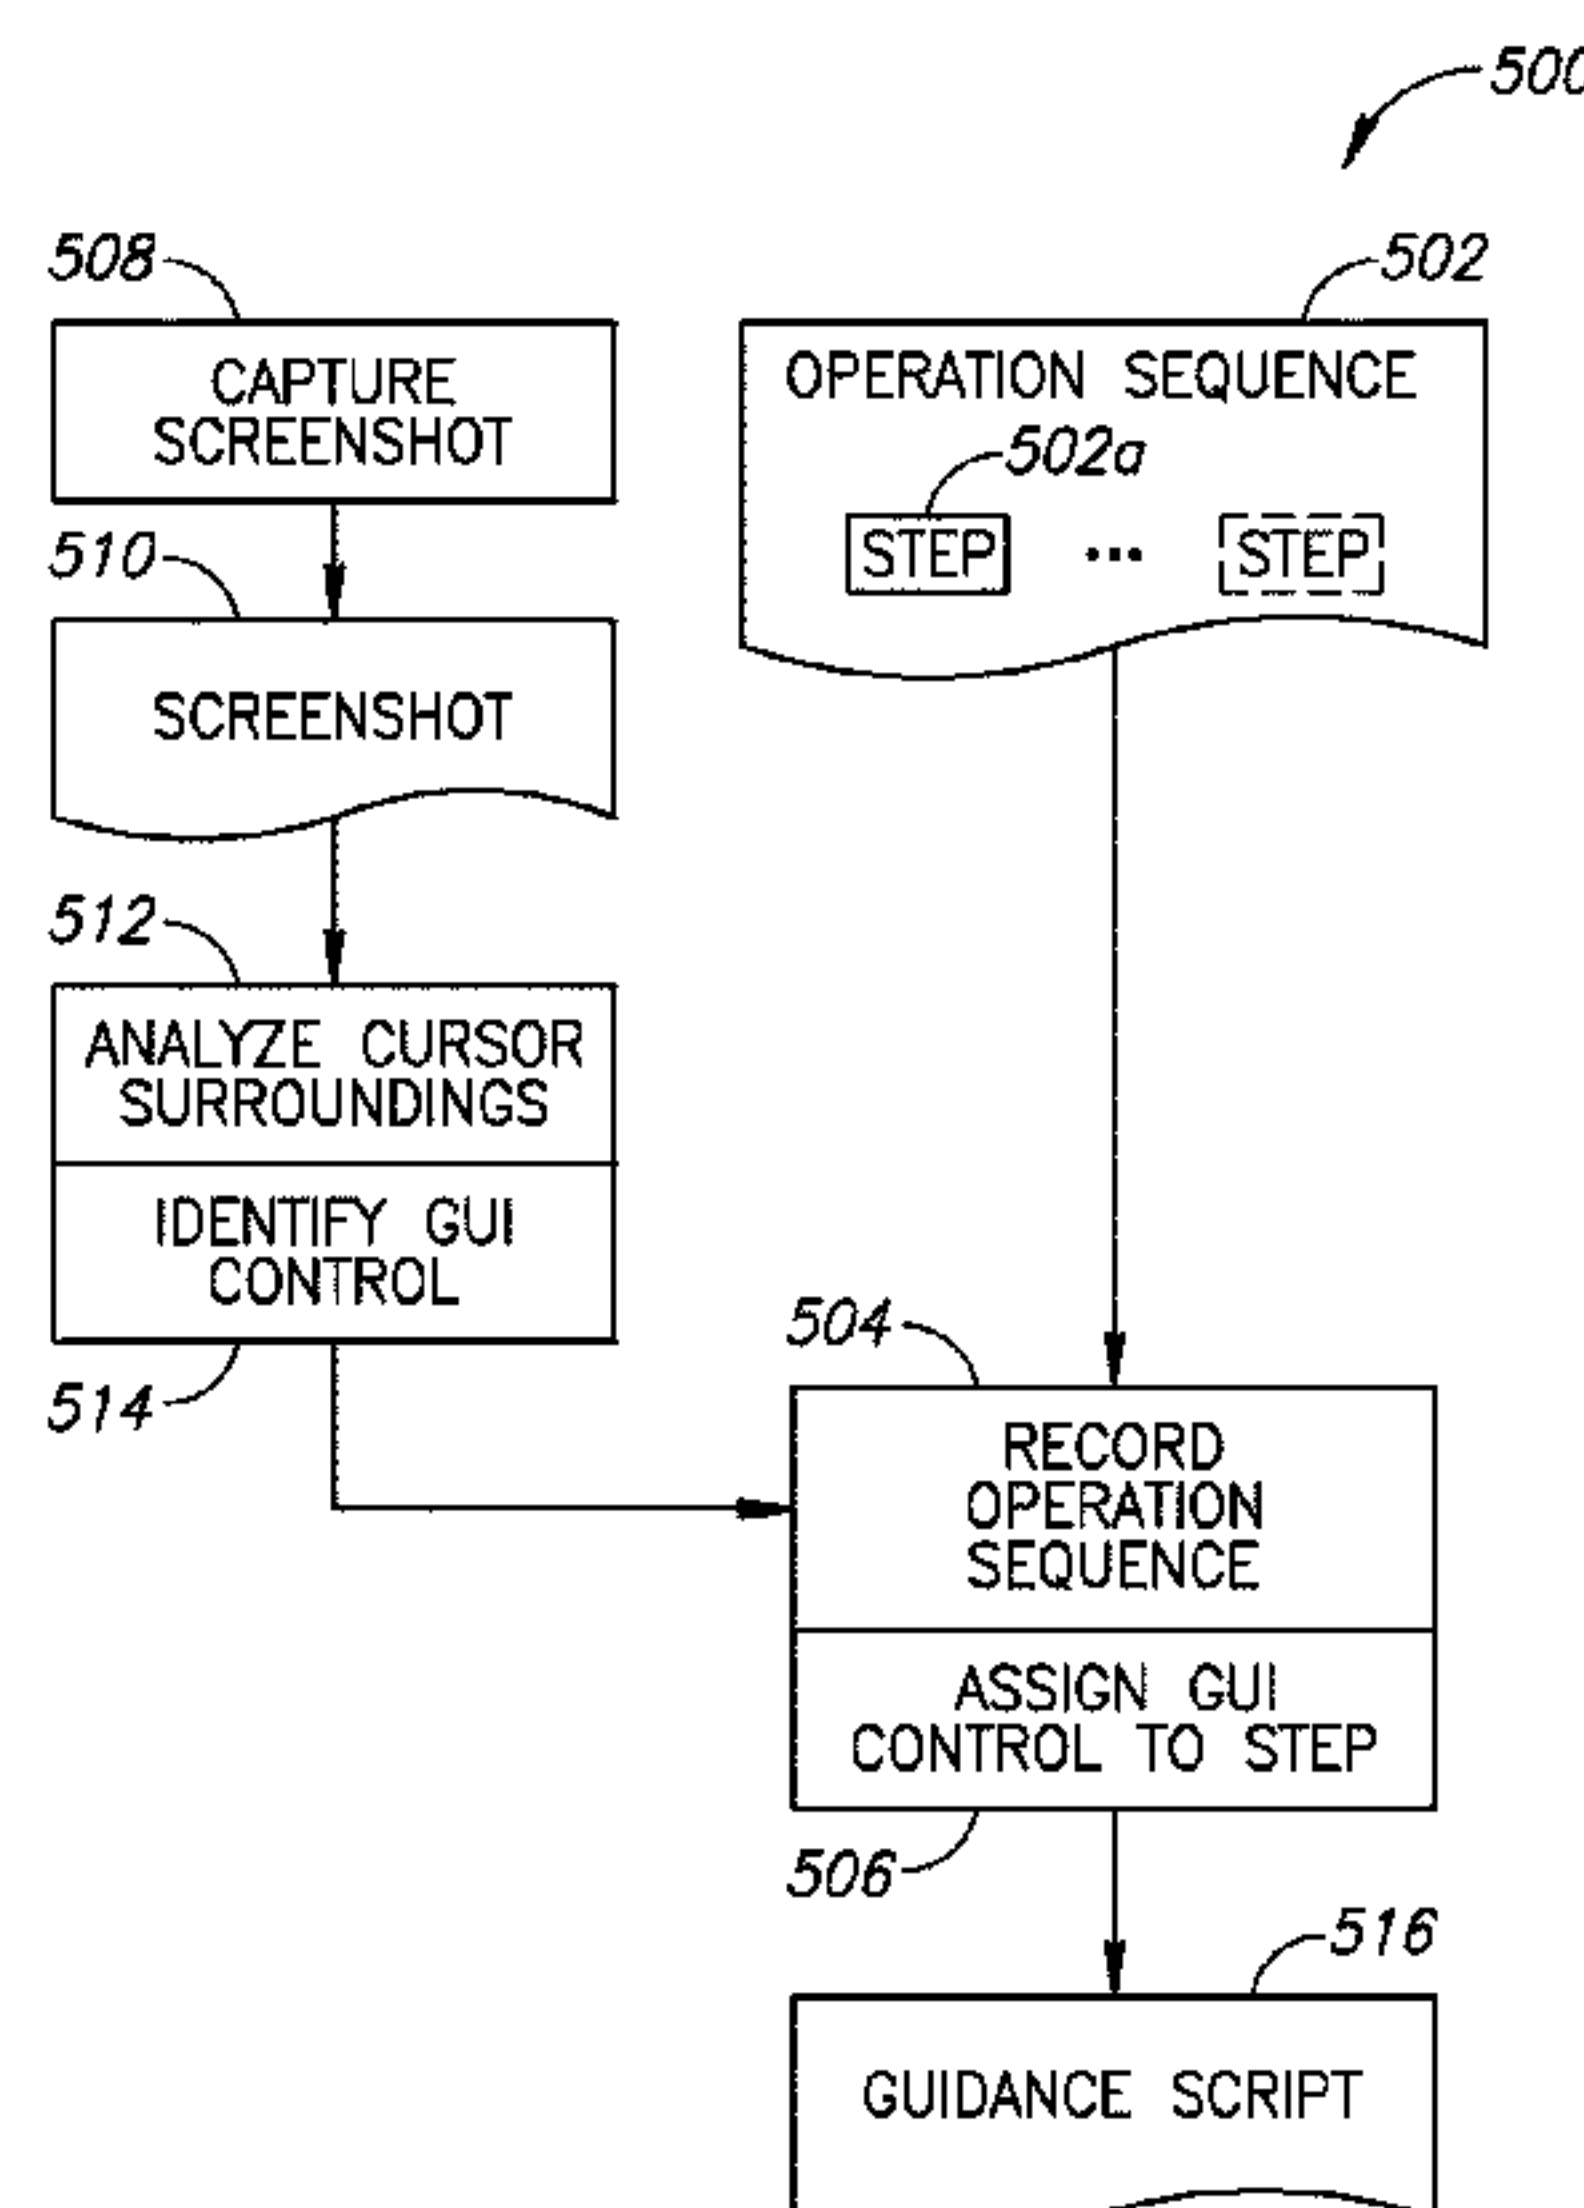 500
508
CAPTURE
SCREENSHOT
510
SCREENSHOT
512
ANALYZE CURSOR
SURROUNDINGS
IDENTIFY GUI
CONTROL
514
502
OPERATION SEQUENCE
502a
STEP ... STEP
504
RECORD
OPERATION
SEQUENCE
ASSIGN GUI
CONTROL TO STEP
506
516
GUIDANCE SCRIPT